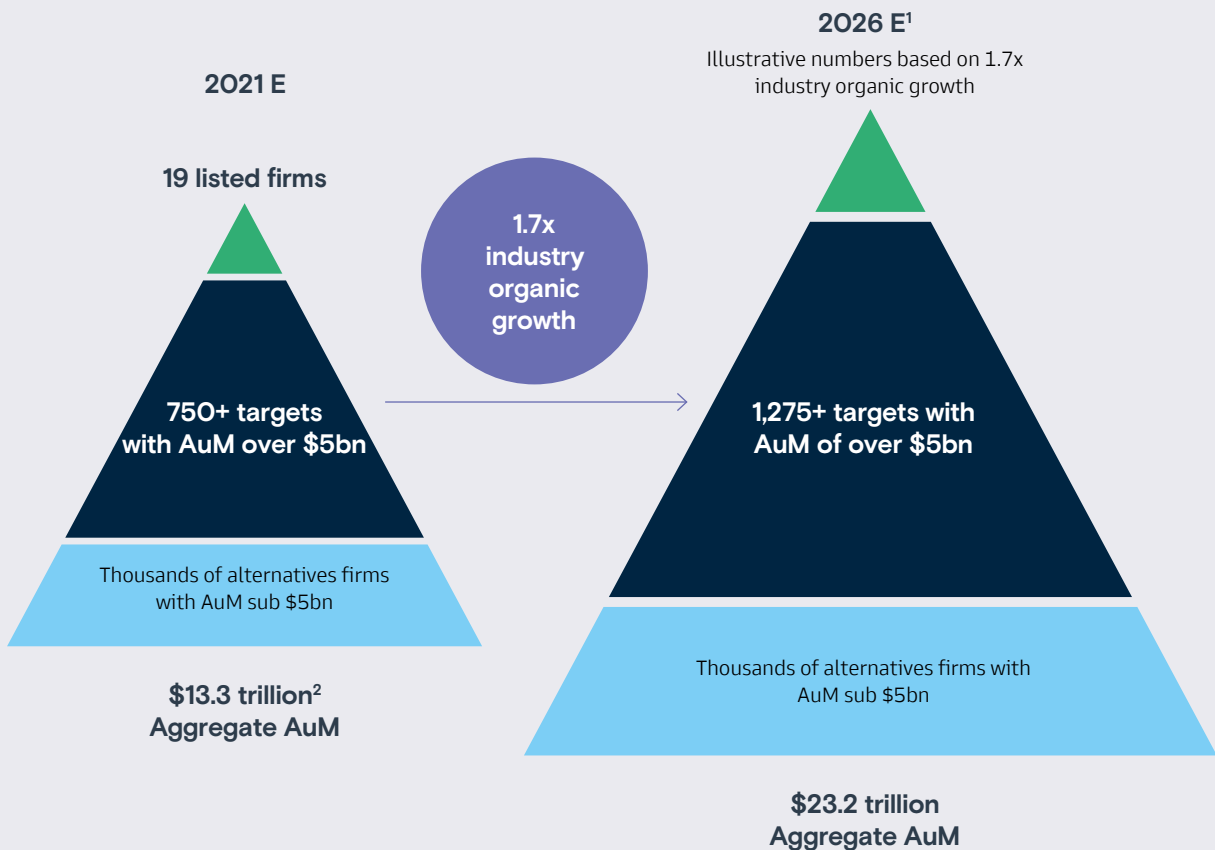 2021 E
19 listed firms
750+ targets
with AuM over $5bn
Thousands of alternatives firms
with AuM sub $5bn
$13.3 trillion²
Aggregate AuM
1.7x
industry
organic
growth
2026 E¹
Illustrative numbers based on 1.7x
industry organic growth
1,275+ targets with
AuM of over $5bn
Thousands of alternatives firms with
AuM sub $5bn
$23.2 trillion
Aggregate AuM